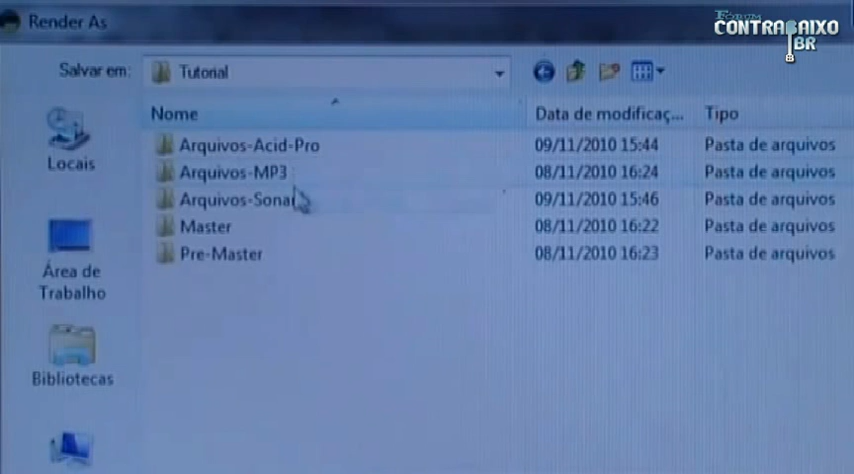 Render As
FÓRUM
CONTRABAIXO
BR
Salvar em:
Tutorial
Nome
Data de modificaç...
Tipo
Arquivos-Acid-Pro
09/11/2010 15:44
Pasta de arquivos
Arquivos-MP3
08/11/2010 16:24
Pasta de arquivos
Arquivos-Sonar
09/11/2010 15:46
Pasta de arquivos
Master
08/11/2010 16:22
Pasta de arquivos
Pre-Master
08/11/2010 16:23
Pasta de arquivos
Locais
Área de
Trabalho
Bibliotecas